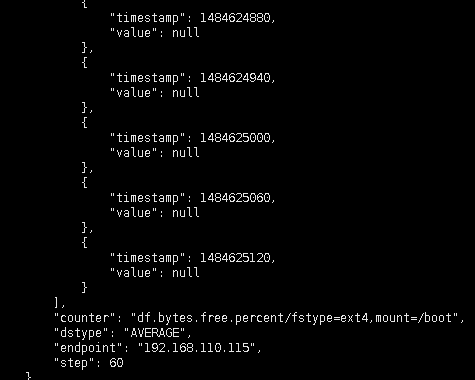 {
"timestamp": 1484624880,
"value": null
},
{
"timestamp": 1484624940,
"value": null
},
{
"timestamp": 1484625000,
"value": null
},
{
"timestamp": 1484625060,
"value": null
},
{
"timestamp": 1484625120,
"value": null
}
],
"counter": "df.bytes.free.percent/fstype=ext4,mount=/boot",
"dstype": "AVERAGE",
"endpoint": "192.168.110.115",
"step": 60
}